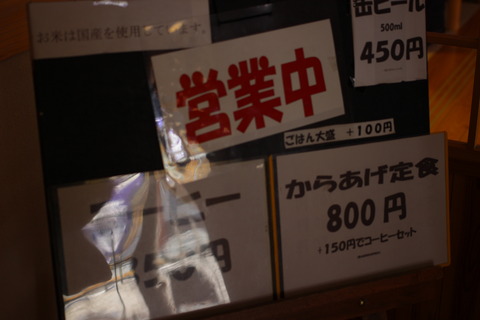 お米は国産を使用しています。
缶ビール
500ml
450円
営業中
ごはん大盛 +100円
からあげ定食
800円
+150円でコーヒーセット